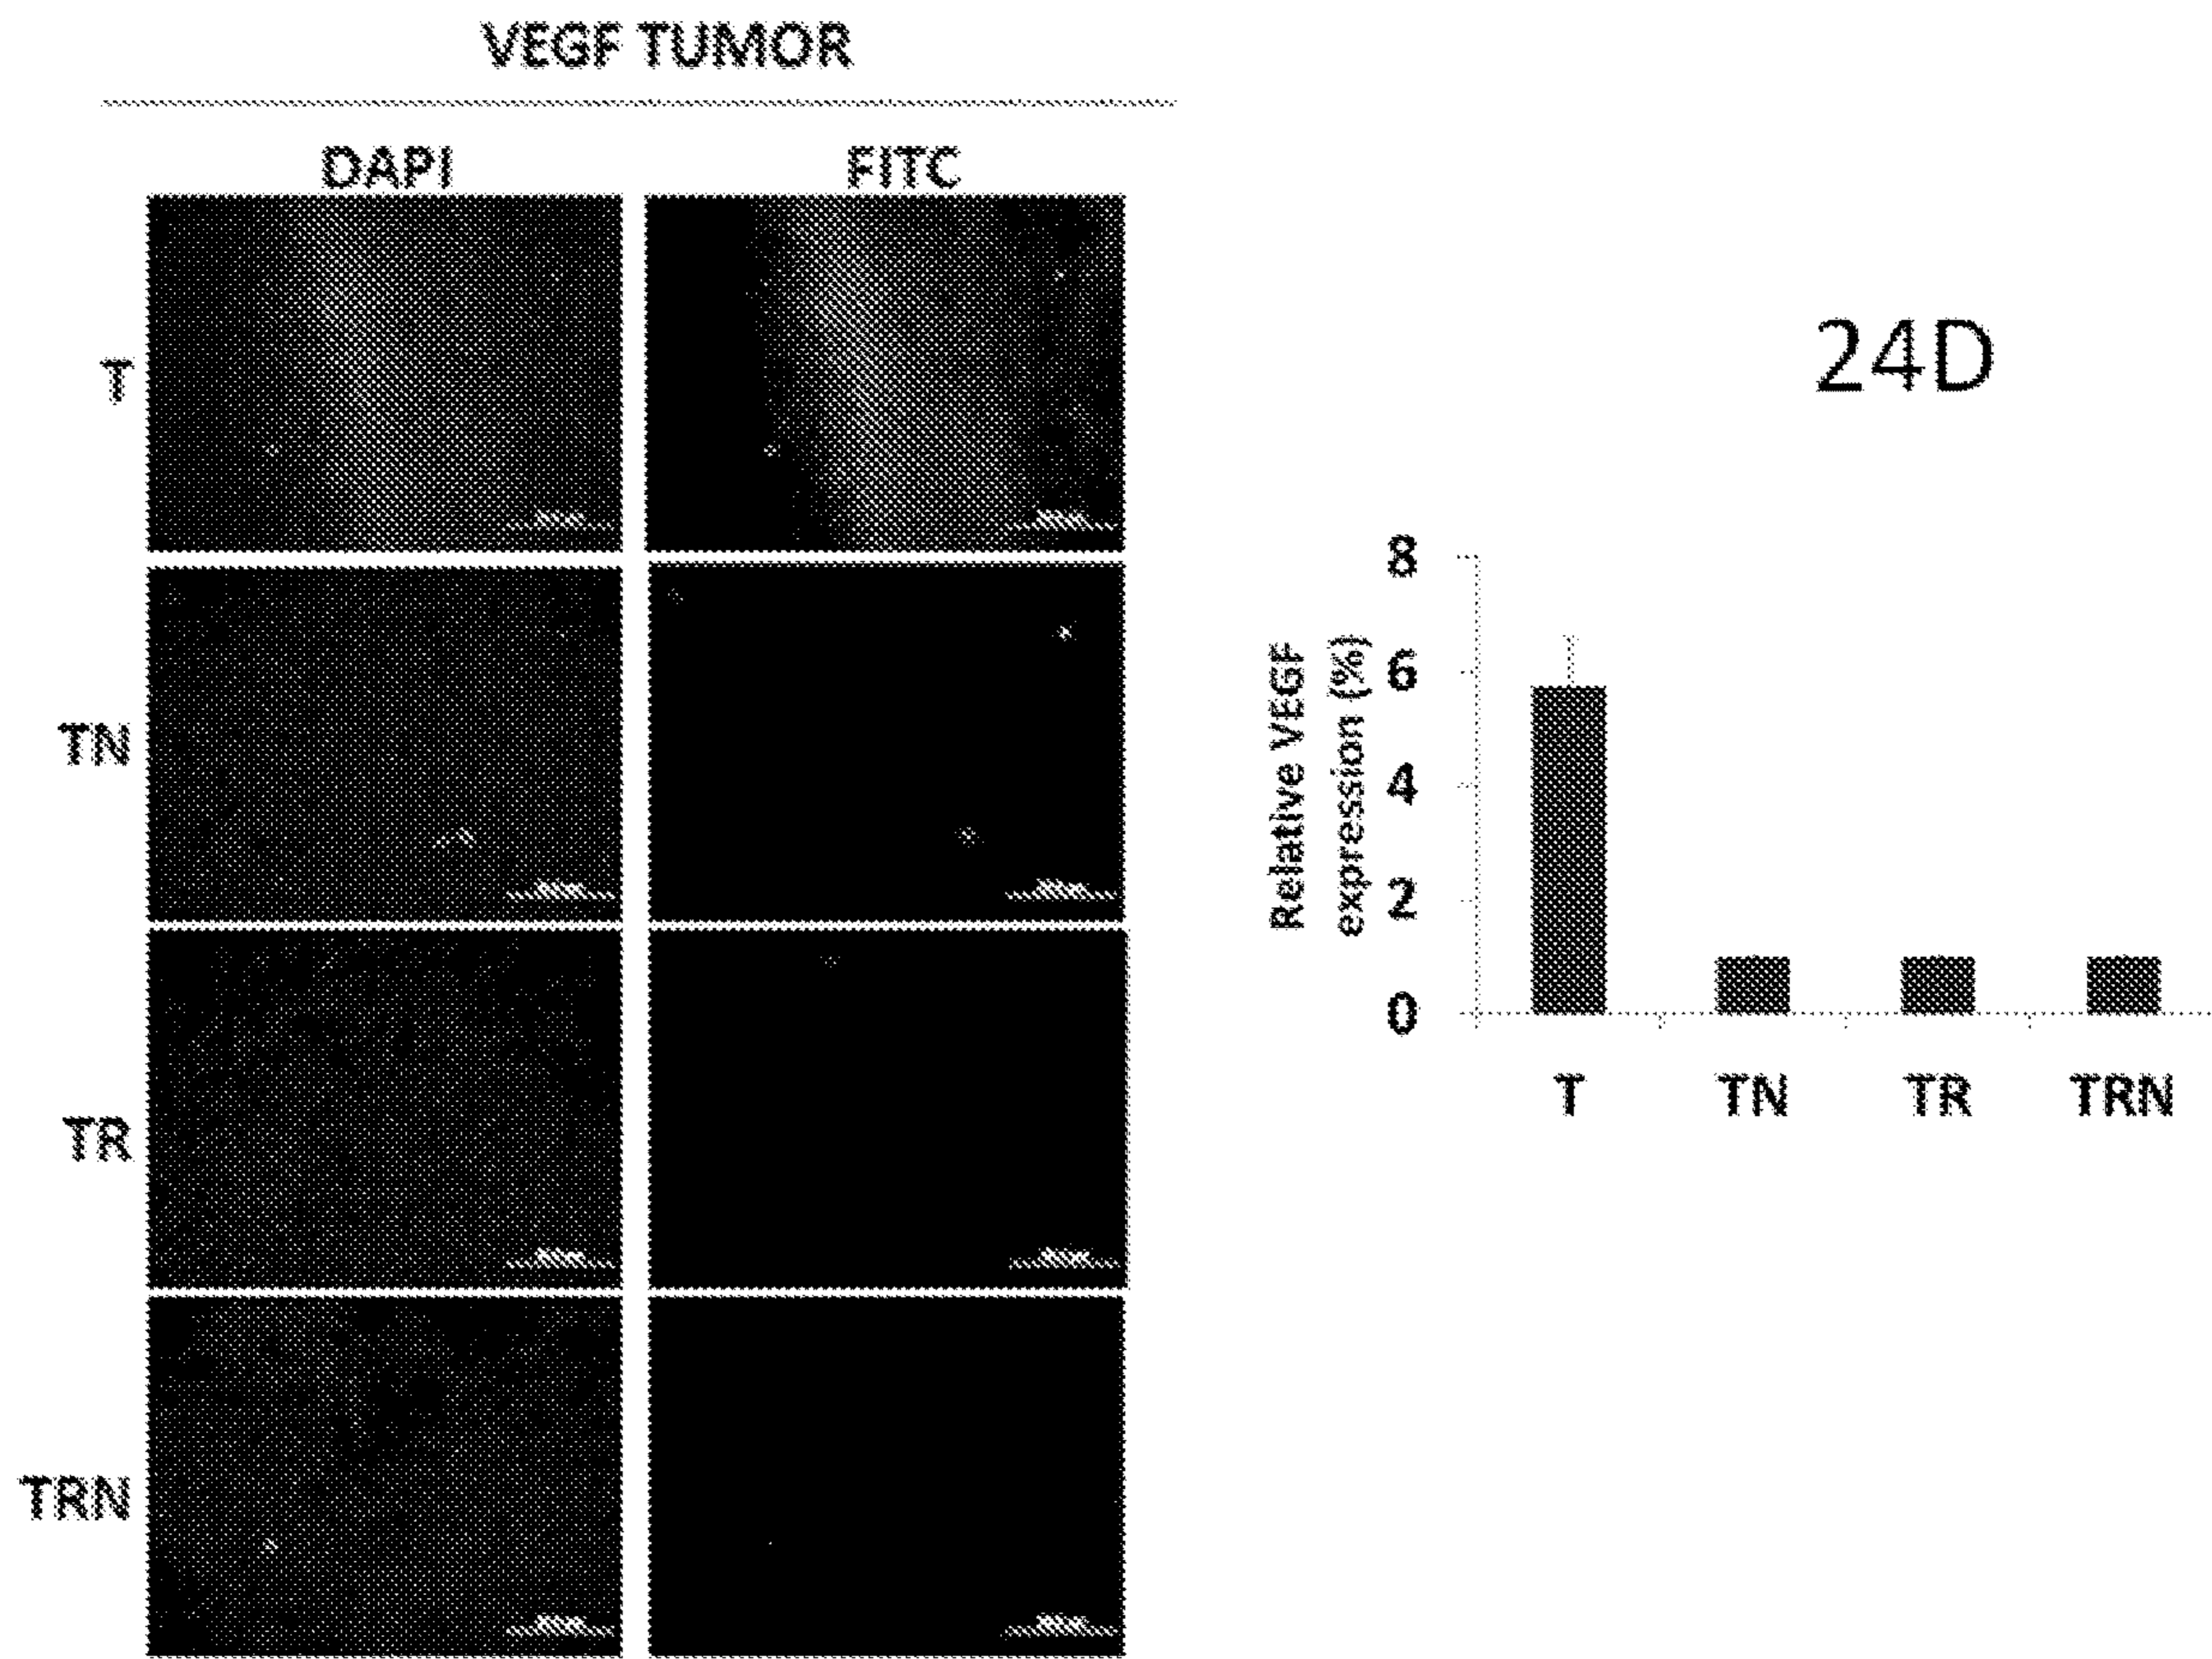 VEGF TUMOR
DAPI FITC
T
TN
TR
TRN
24D
Relative VEGF
expression (%)
8
6
4
2
0
T TN TR TRN